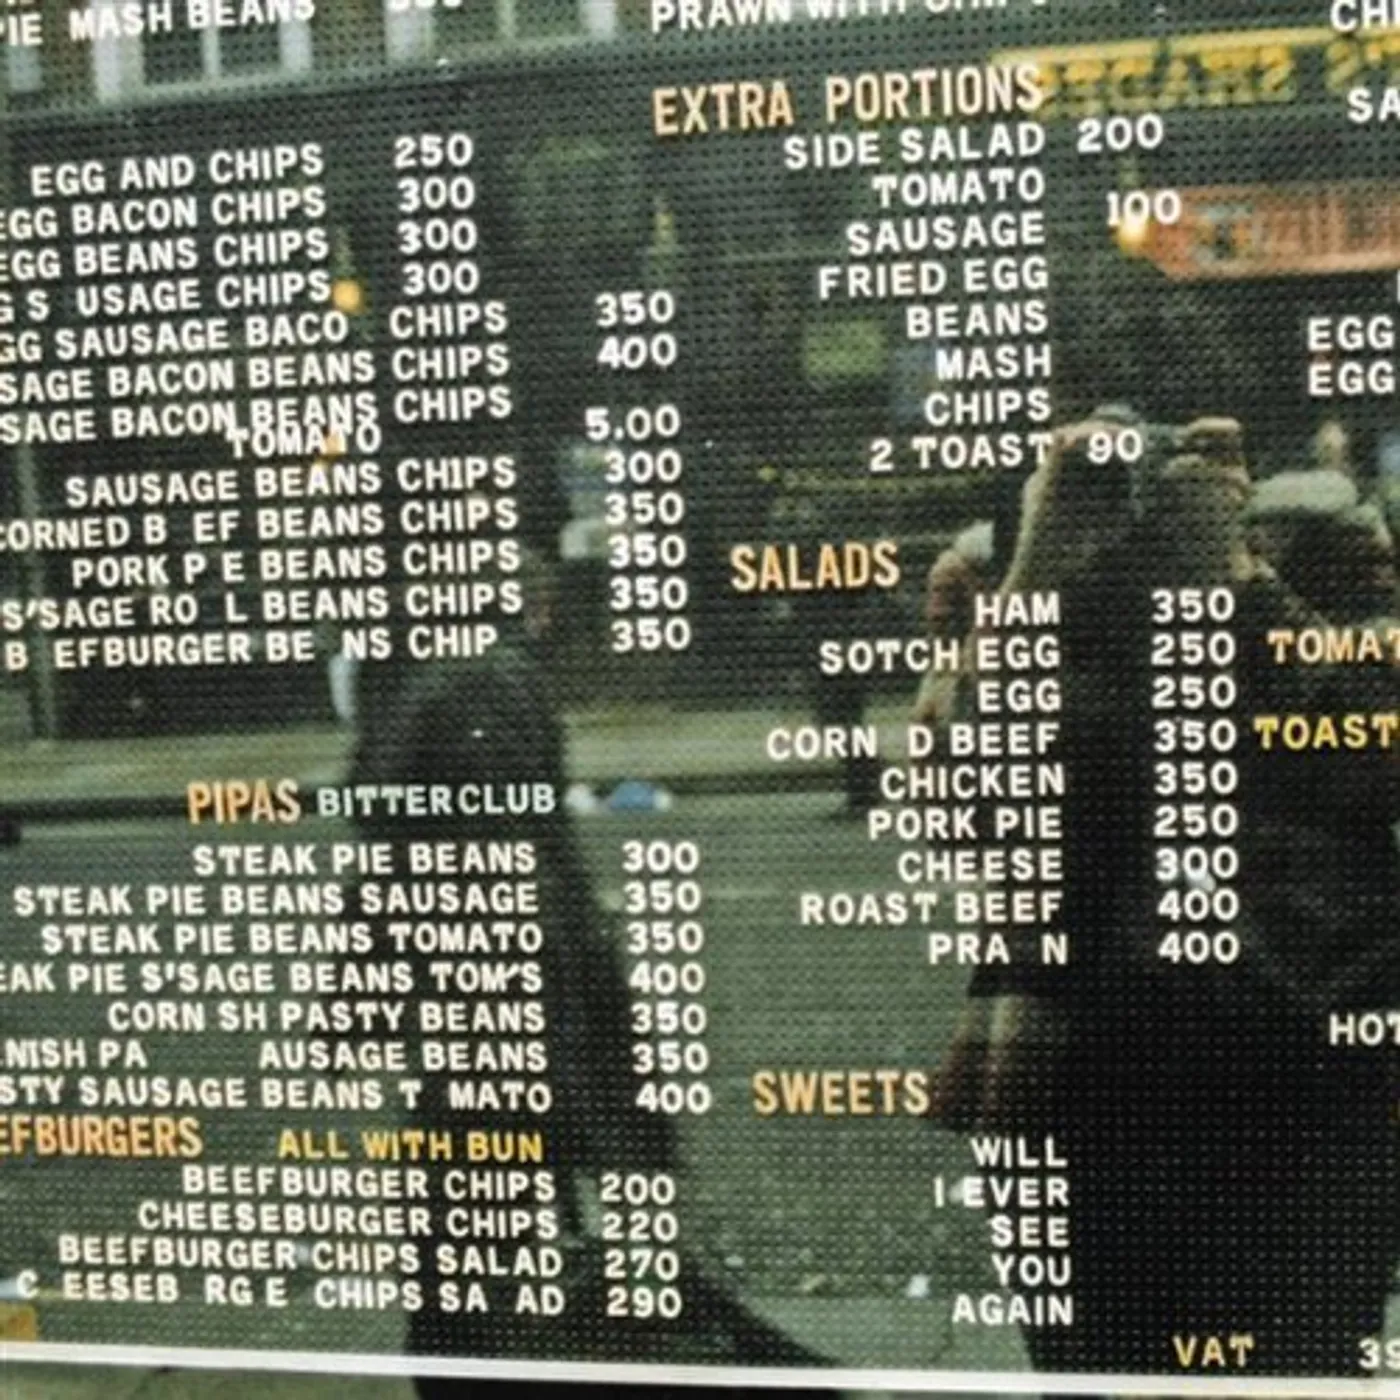 PIE MASH BEANS
EGG AND CHIPS 250
EGG BACON CHIPS 300
EGG BEANS CHIPS 300
G S USAGE CHIPS 300
GG SAUSAGE BACO CHIPS 350
SAGE BACON BEANS CHIPS 400
SAGE BACON BEANS CHIPS
TOMATO 5.00
SAUSAGE BEANS CHIPS 300
CORNED B EF BEANS CHIPS 350
PORK P E BEANS CHIPS 350
S'SAGE RO L BEANS CHIPS 350
B EFBURGER BE NS CHIP 350
PIPAS BITTER CLUB
STEAK PIE BEANS 300
STEAK PIE BEANS SAUSAGE 350
STEAK PIE BEANS TOMATO 350
EAK PIE S'SAGE BEANS TOM'S 400
CORN SH PASTY BEANS 350
NISH PA AUSAGE BEANS 350
STY SAUSAGE BEANS T MATO 400
EFBURGERS ALL WITH BUN
BEEFBURGER CHIPS 200
CHEESEBURGER CHIPS 220
BEEFBURGER CHIPS SALAD 270
C EESEB RG E CHIPS SA AD 290
PRAWN WITH CHIPS
EXTRA PORTIONS
SIDE SALAD 200
TOMATO
100
SAUSAGE
FRIED EGG
BEANS
MASH
CHIPS
2 TOAST 90
SALADS
HAM 350
SOTCH EGG 250
EGG 250
CORN D BEEF 350
CHICKEN 350
PORK PIE 250
CHEESE 300
ROAST BEEF 400
PRA N 400
SWEETS
WILL
I EVER
SEE
YOU
AGAIN
CHI
SA
EGG
EGG
TOMAT
TOAST
HOT
VAT 39